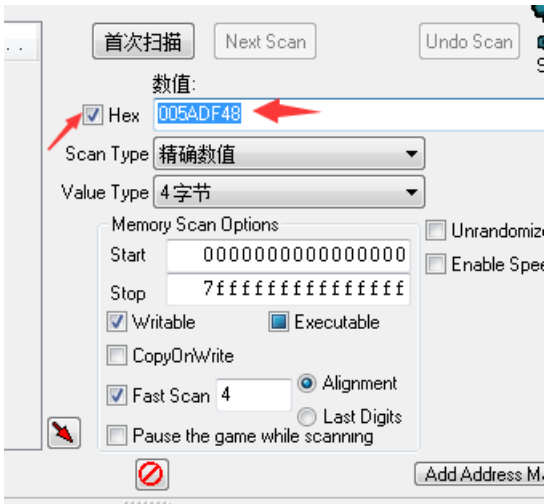 首次扫描 Next Scan Undo Scan
数值:
Hex 005ADF48
Scan Type 精确数值
Value Type 4字节
Memory Scan Options
Unrandomize
Start 0000000000000000
Enable Spee
Stop 7fffffffffffffff
Writable Executable
CopyOnWrite
Fast Scan 4 Alignment
Last Digits
Pause the game while scanning
Add Address M